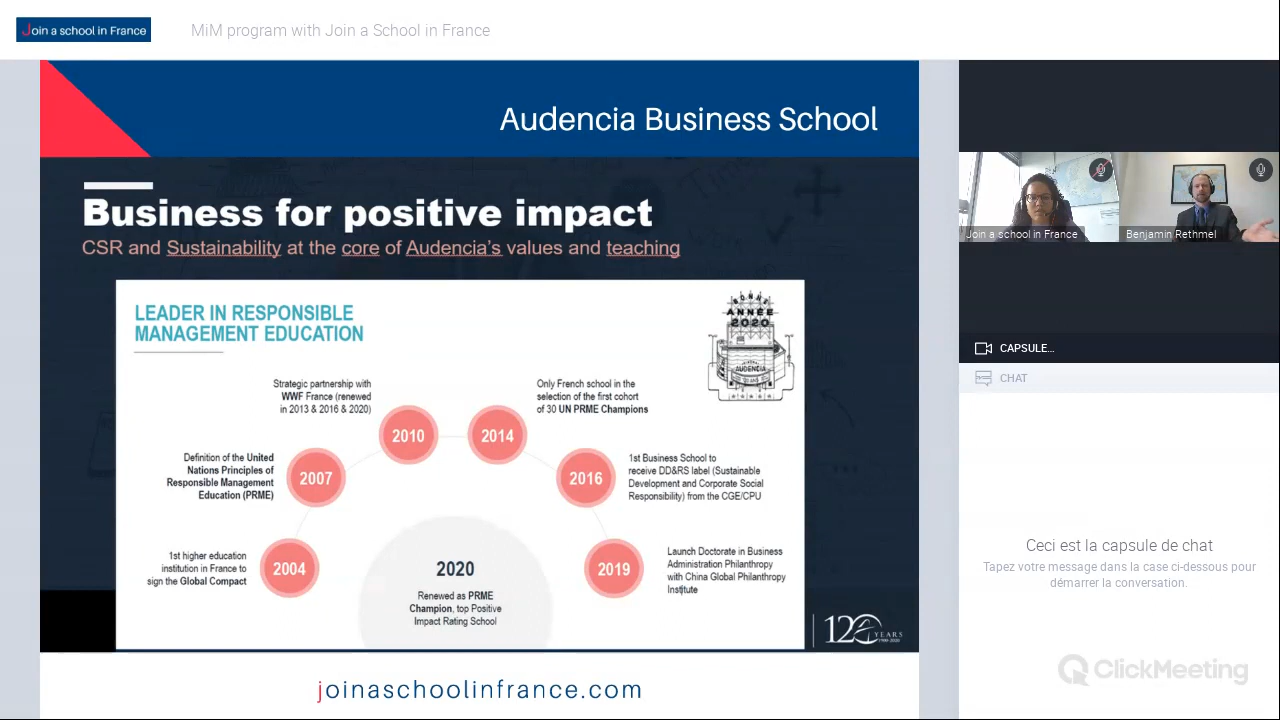 Join a school in France
MiM program with Join a School in France
Audencia Business School
Business for positive impact
CSR and Sustainability at the core of Audencia's values and teaching
LEADER IN RESPONSIBLE
MANAGEMENT EDUCATION
BONNE
ANNÉE
2020
AUDENCIA
Strategic partnership with
WWF France (renewed
in 2013 & 2016 & 2020)
2010
2014
Only French school in the
selection of the first cohort
of 30 UN PRME Champions
Definition of the United
Nations Principles of
Responsible Management
Education (PRME)
2007
2016
1st Business School to
receive DD&RS label (Sustainable
Development and Corporate Social
Responsibility) from the CGE/CPU
1st higher education
institution in France to
sign the Global Compact
2004
2020
Renewed as PRME
Champion, top Positive
Impact Rating School
2019
Launch Doctorate in Business
Administration Philanthropy
with China Global Philanthropy
Institute
120 YEARS
1900-2020
joinaschoolinfrance.com
Join a school in France
Benjamin Rethmel
CAPSULE...
CHAT
Ceci est la capsule de chat
Tapez votre message dans la case ci-dessous pour
démarrer la conversation.
ClickMeeting